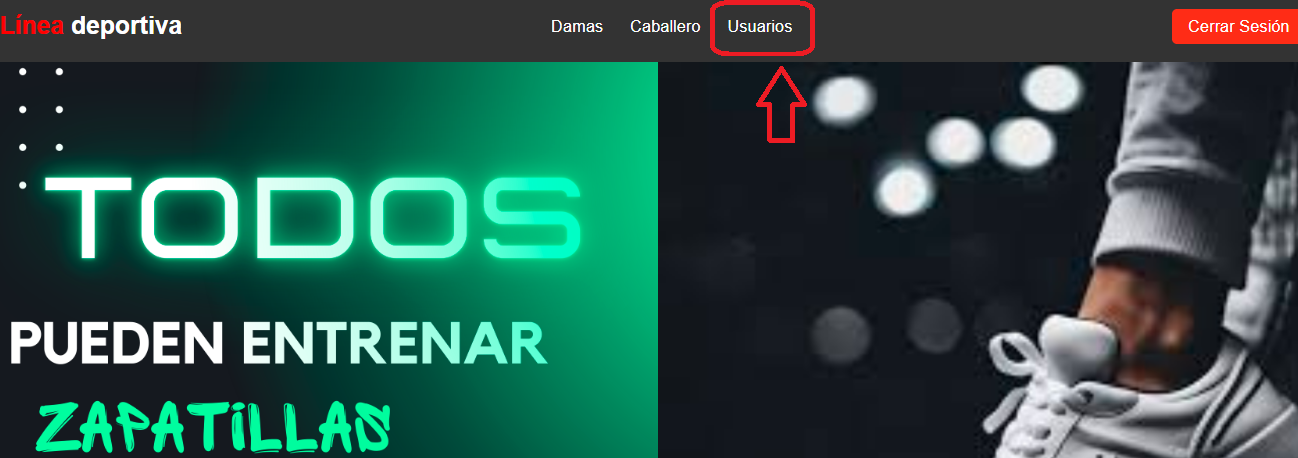 Línea deportiva
Damas Caballero Usuarios
Cerrar Sesión
TODOS
PUEDEN ENTRENAR
ZAPATILLAS